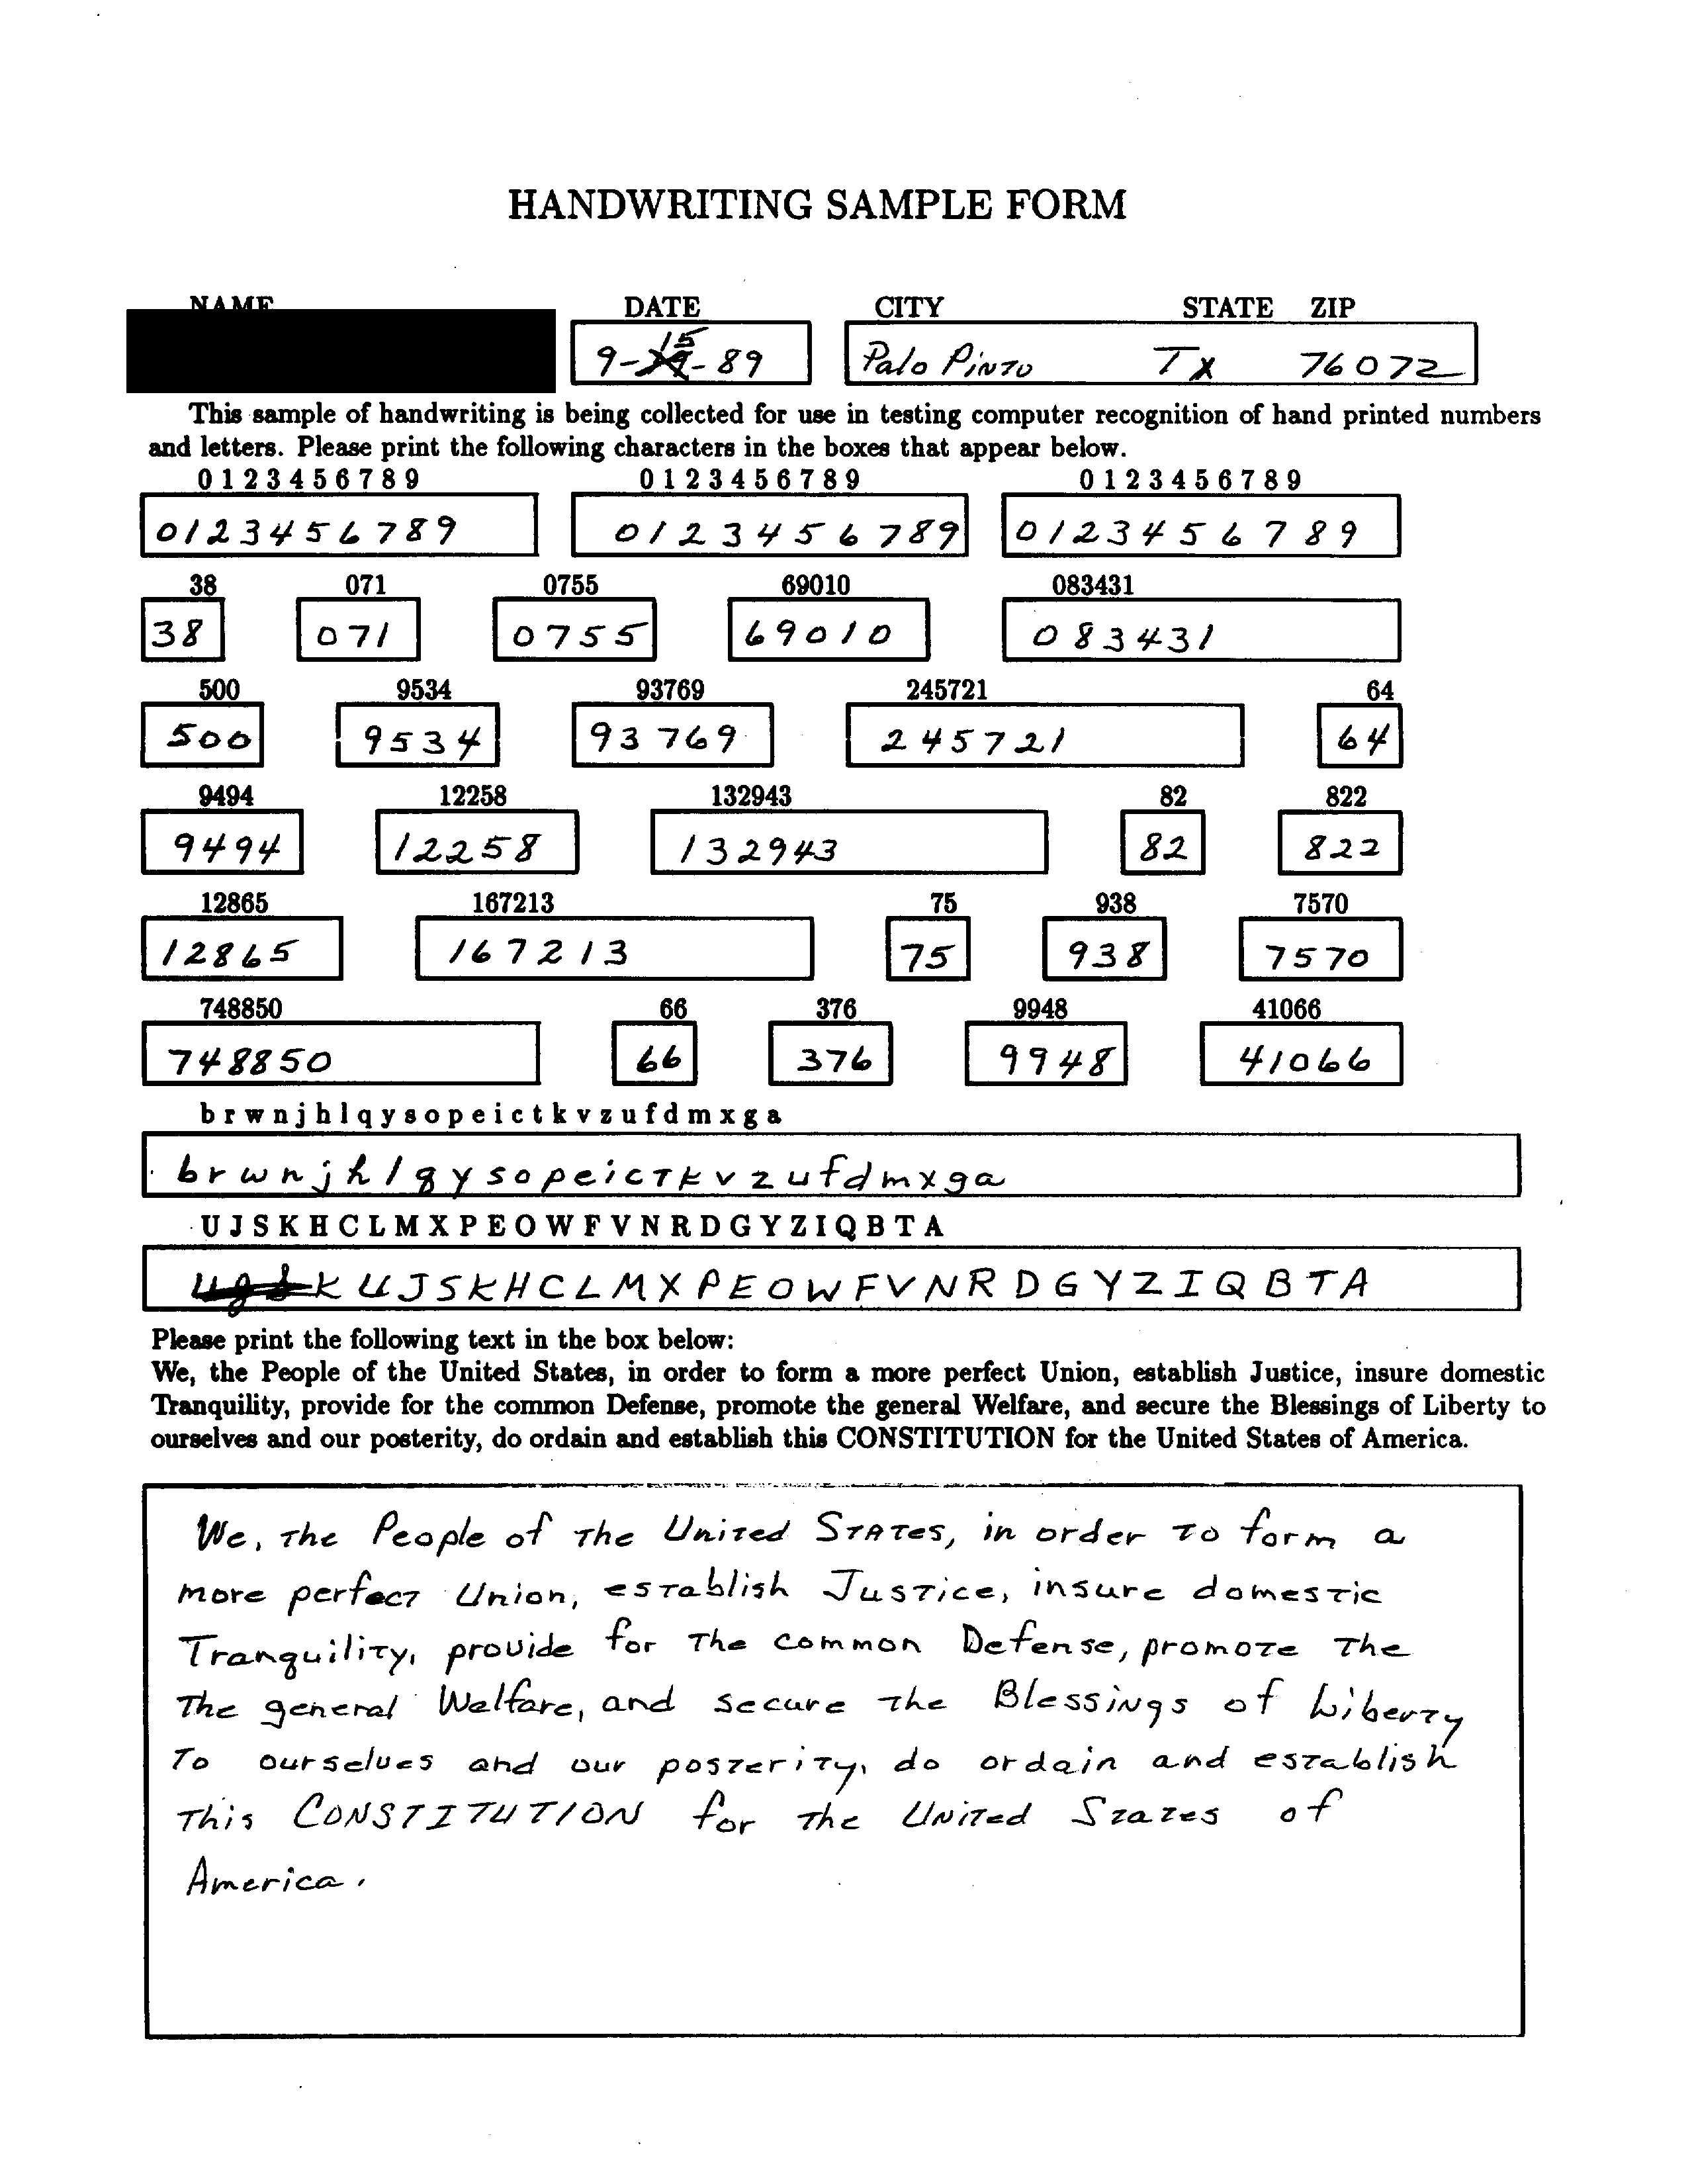 HANDWRITING SAMPLE FORM
NAME DATE CITY STATE ZIP
9-15-89 Palo Pinto Tx 76072
This sample of handwriting is being collected for use in testing computer recognition of hand printed numbers
and letters. Please print the following characters in the boxes that appear below.
0 1 2 3 4 5 6 7 8 9 0 1 2 3 4 5 6 7 8 9 0 1 2 3 4 5 6 7 8 9
0123456789 0123456789 0123456789
38 071 0755 69010 083431
38 071 0755 69010 083431
500 9534 93769 245721 64
500 9534 93769 245721 64
9494 12258 132943 82 822
9494 12258 132943 82 822
12865 167213 75 938 7570
12865 167213 75 938 7570
748850 66 376 9948 41066
748850 66 376 9948 41066
b r w n j h l q y s o p e i c t k v z u f d m x g a
b r w n j h l q y s o p e i c T k v z u f d m x g a
U J S K H C L M X P E O W F V N R D G Y Z I Q B T A
K U J S K H C L M X P E O W F V N R D G Y Z I Q B T A
Please print the following text in the box below:
We, the People of the United States, in order to form a more perfect Union, establish Justice, insure domestic
Tranquility, provide for the common Defense, promote the general Welfare, and secure the Blessings of Liberty to
ourselves and our posterity, do ordain and establish this CONSTITUTION for the United States of America.
We, the People of the United States, in order to form a
more perfect Union, establish Justice, insure domestic
Tranquility, provide for the common Defense, promote the
The general Welfare, and secure the Blessings of Liberty
To ourselves and our posterity, do ordain and establish
This CONSTITUTION for the United States of
America.